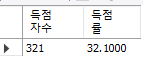 득점 득점
자수 률
321 32.1000